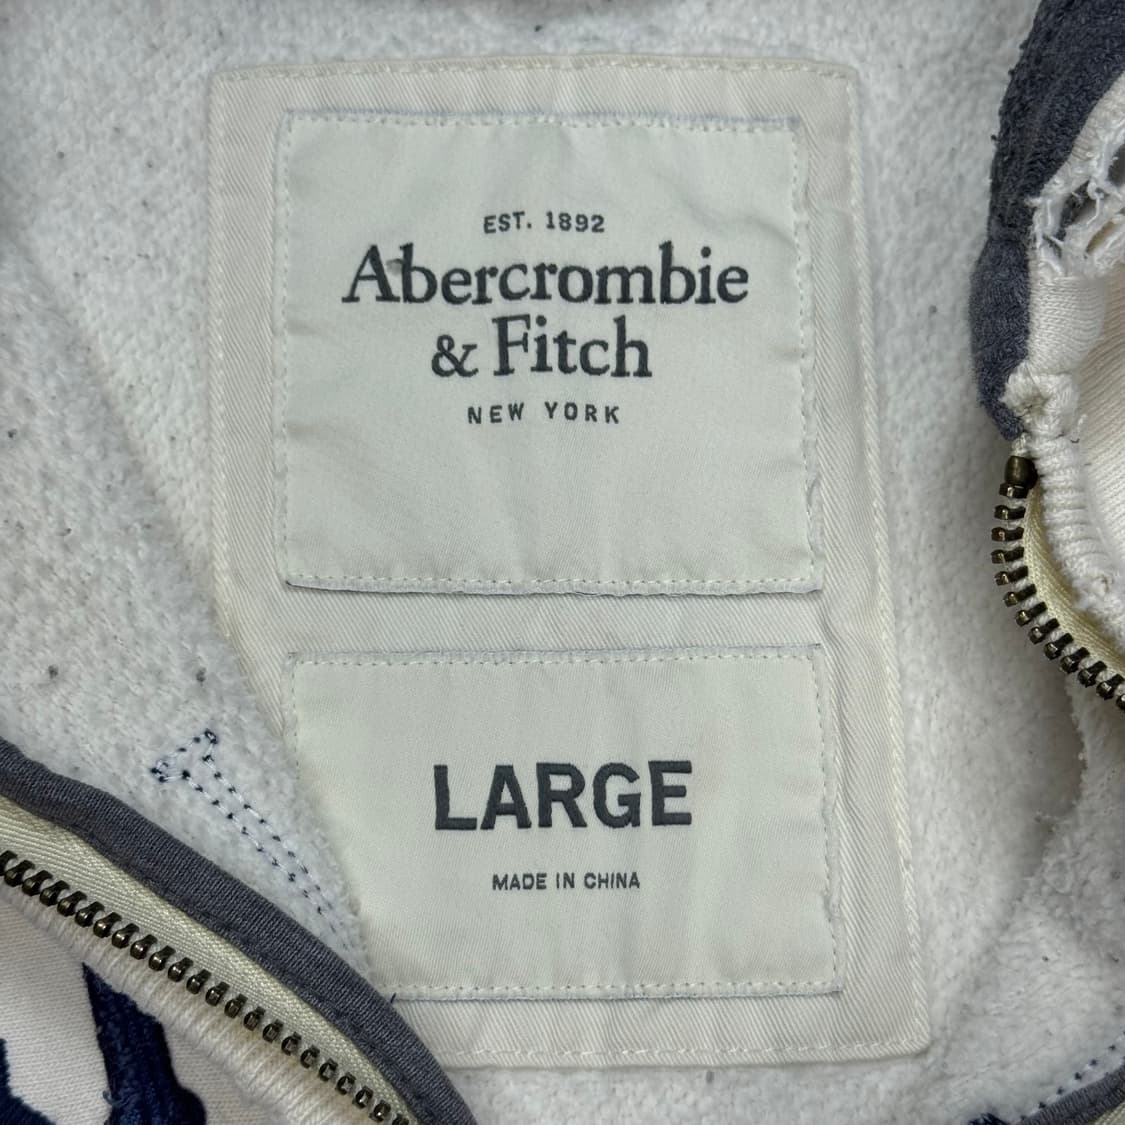 EST. 1892
Abercrombie
& Fitch
NEW YORK
LARGE
MADE IN CHINA